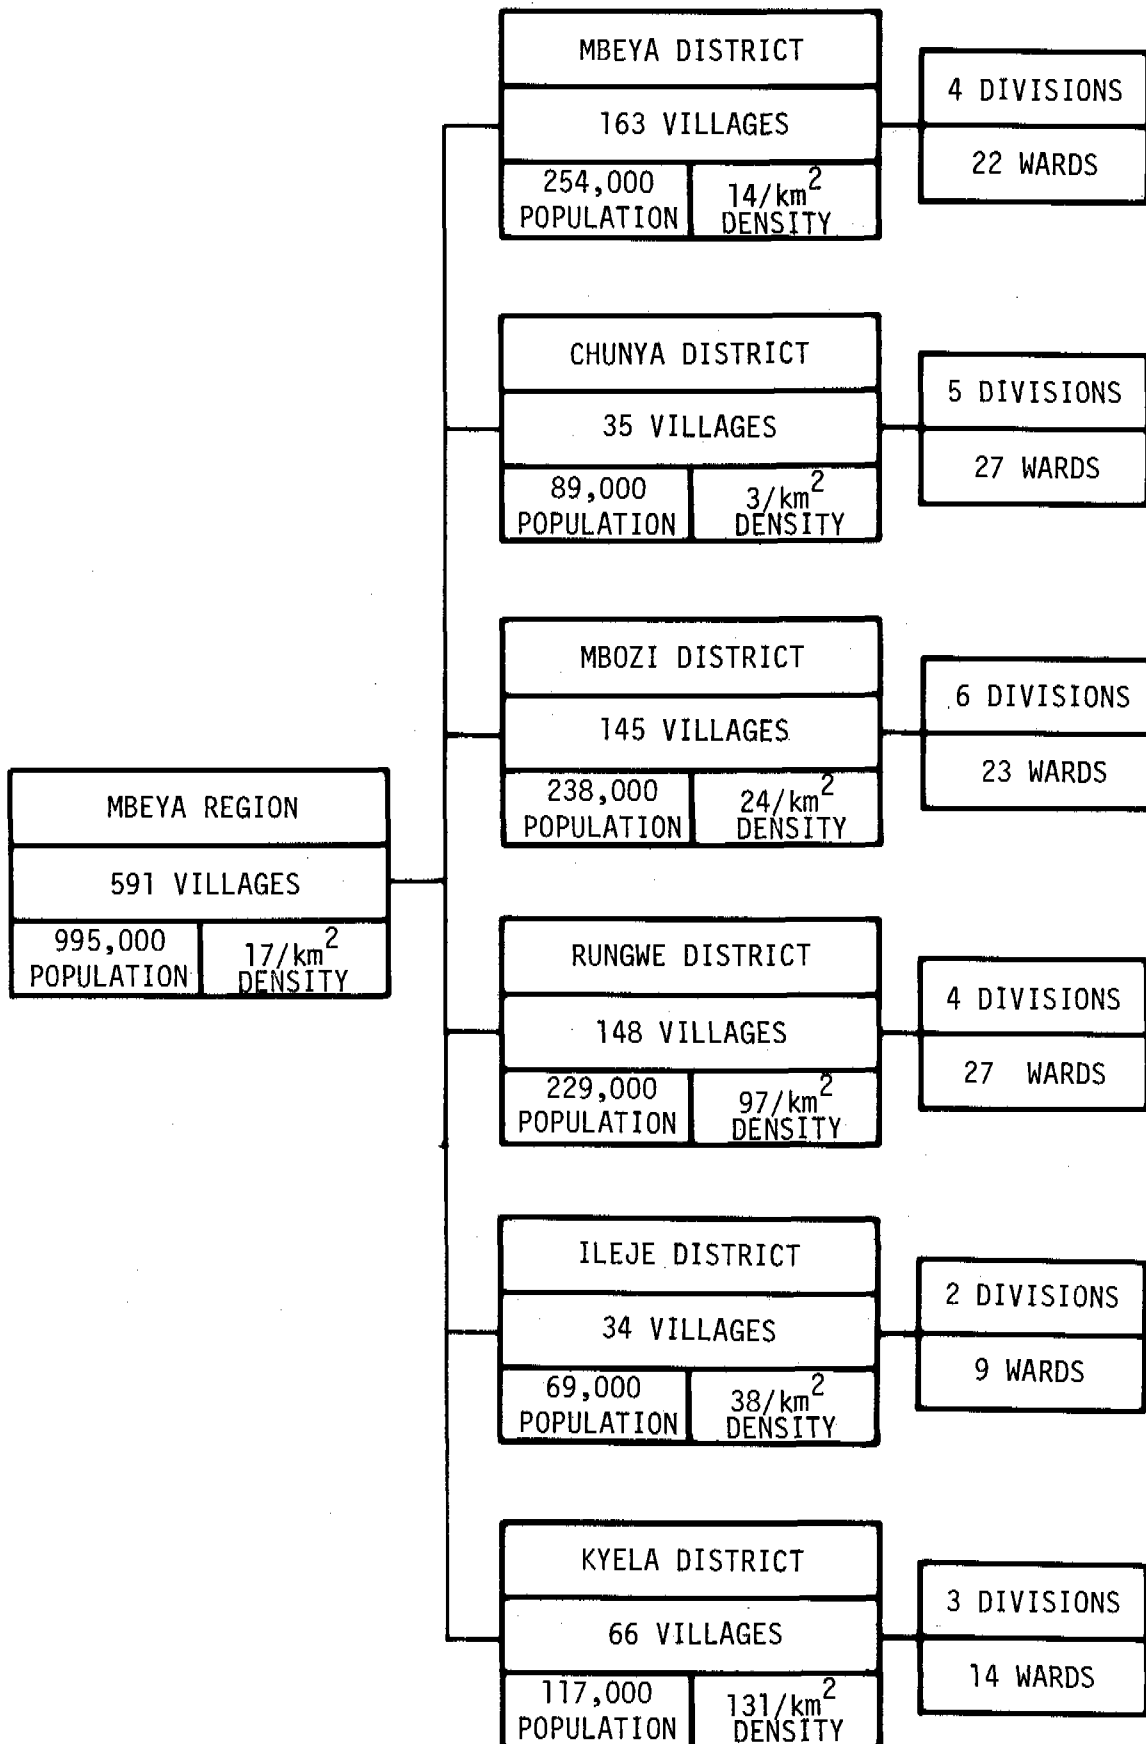 MBEYA DISTRICT
163 VILLAGES
254,000
POPULATION
14/km2
DENSITY
4 DIVISIONS
22 WARDS
CHUNYA DISTRICT
35 VILLAGES
89,000
POPULATION
3/km2
DENSITY
5 DIVISIONS
27 WARDS
MBOZI DISTRICT
145 VILLAGES
238,000
POPULATION
24/km2
DENSITY
6 DIVISIONS
23 WARDS
MBEYA REGION
591 VILLAGES
995,000
POPULATION
17/km2
DENSITY
RUNGWE DISTRICT
148 VILLAGES
229,000
POPULATION
97/km2
DENSITY
4 DIVISIONS
27 WARDS
ILEJE DISTRICT
34 VILLAGES
69,000
POPULATION
38/km2
DENSITY
2 DIVISIONS
9 WARDS
KYELA DISTRICT
66 VILLAGES
117,000
POPULATION
131/km2
DENSITY
3 DIVISIONS
14 WARDS